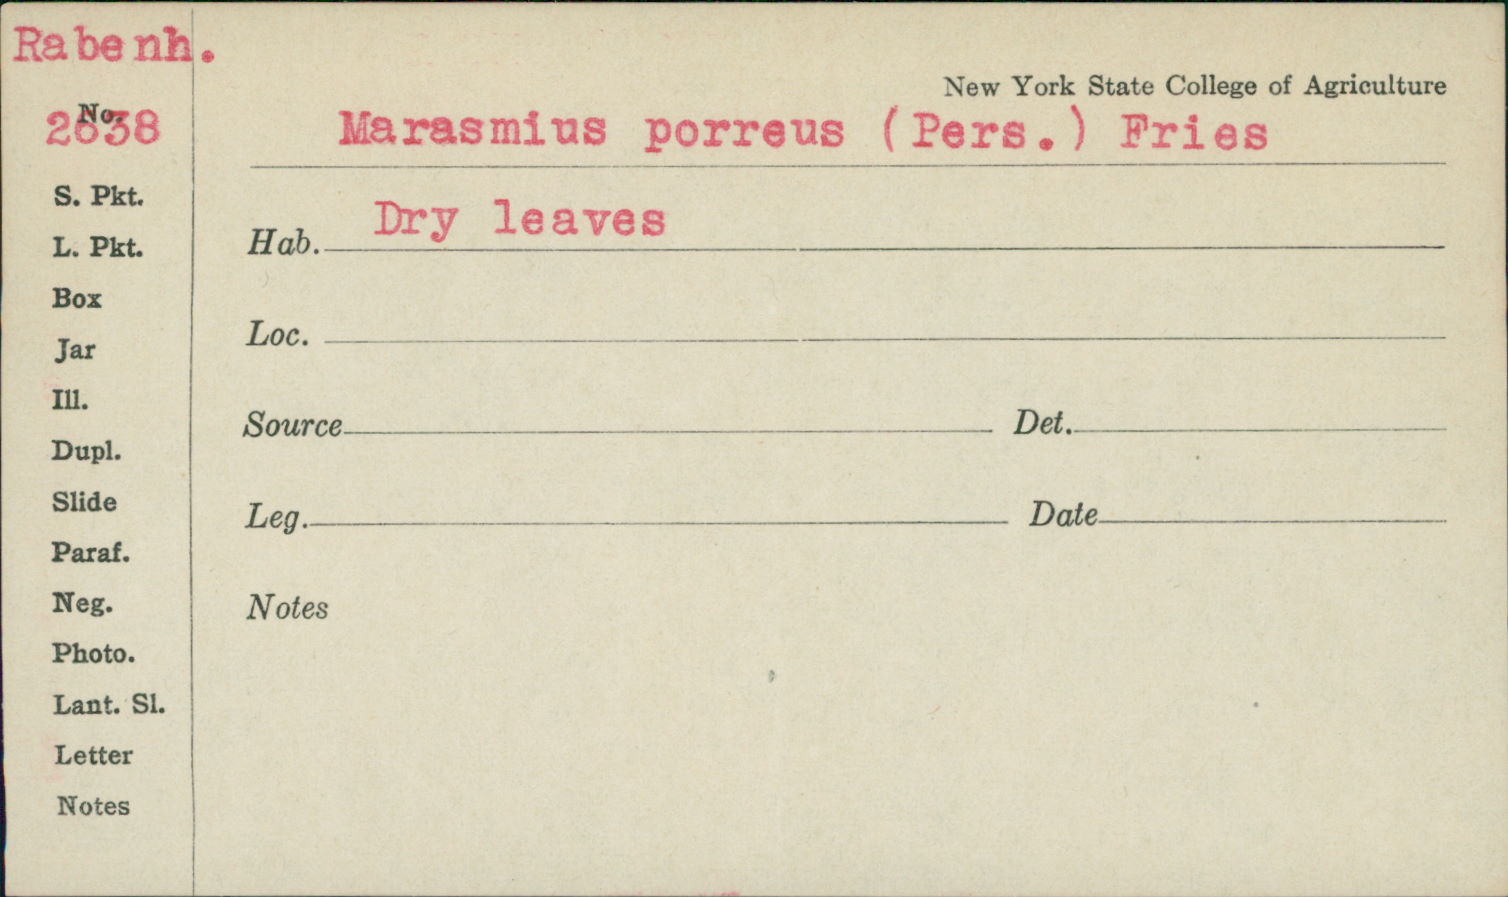 Rabenh.
No.
2638
New York State College of Agriculture
Marasmius porreus (Pers.) Fries
S. Pkt.
Hab. Dry leaves
L. Pkt.
Box
Loc.
Jar
Ill.
Source Det.
Dupl.
Slide
Leg. Date
Paraf.
Neg.
Notes
Photo.
Lant. Sl.
Letter
Notes